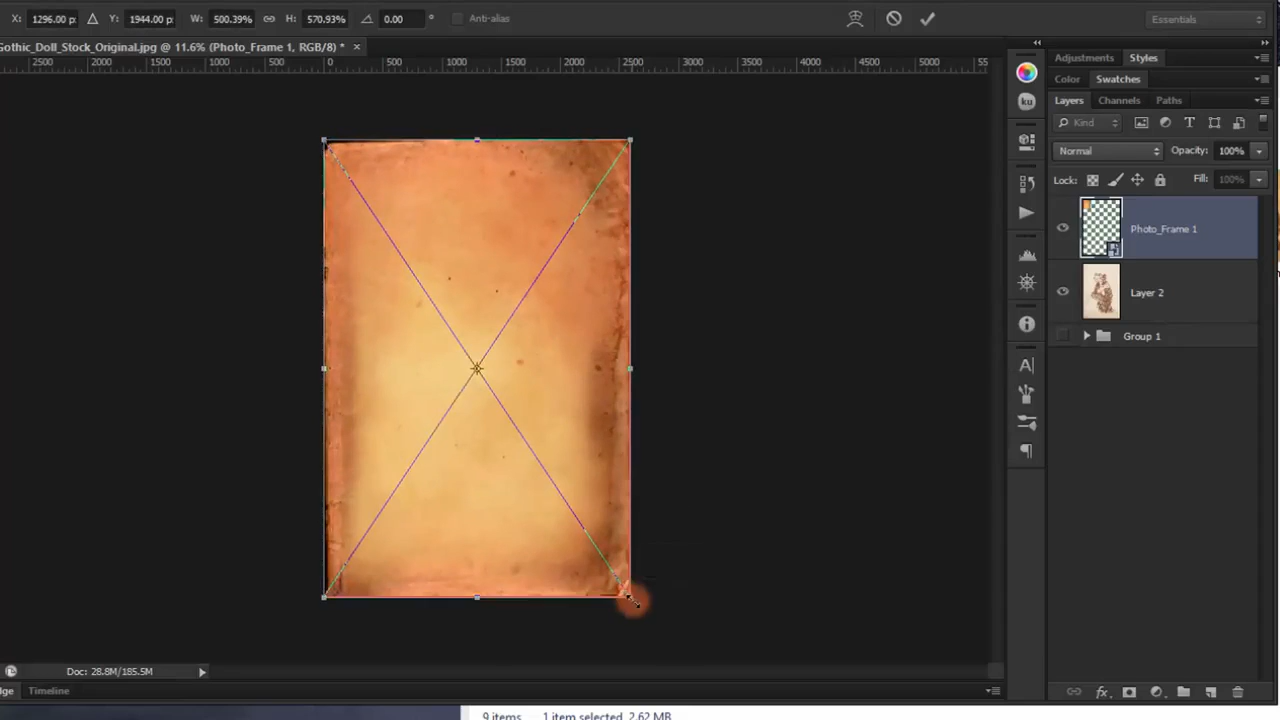 X: 1296.00 p: Y: 1944.00 p: W: 500.39% H: 570.93% 0.00 ° Anti-alias Essentials
Gothic_Doll_Stock_Original.jpg @ 11.6% (Photo_Frame 1, RGB/8) * ×
2500 2000 1500 1000 500 0 500 1000 1500 2000 2500 3000 3500 4000 4500 5000 55
Adjustments Styles
Color Swatches
ku
Layers Channels Paths
Kind
Normal Opacity: 100%
Lock: Fill: 100%
Photo_Frame 1
Layer 2
Group 1
Doc: 28.8M/185.5M
dge Timeline
fx
9 items 1 item selected 2.62 MB